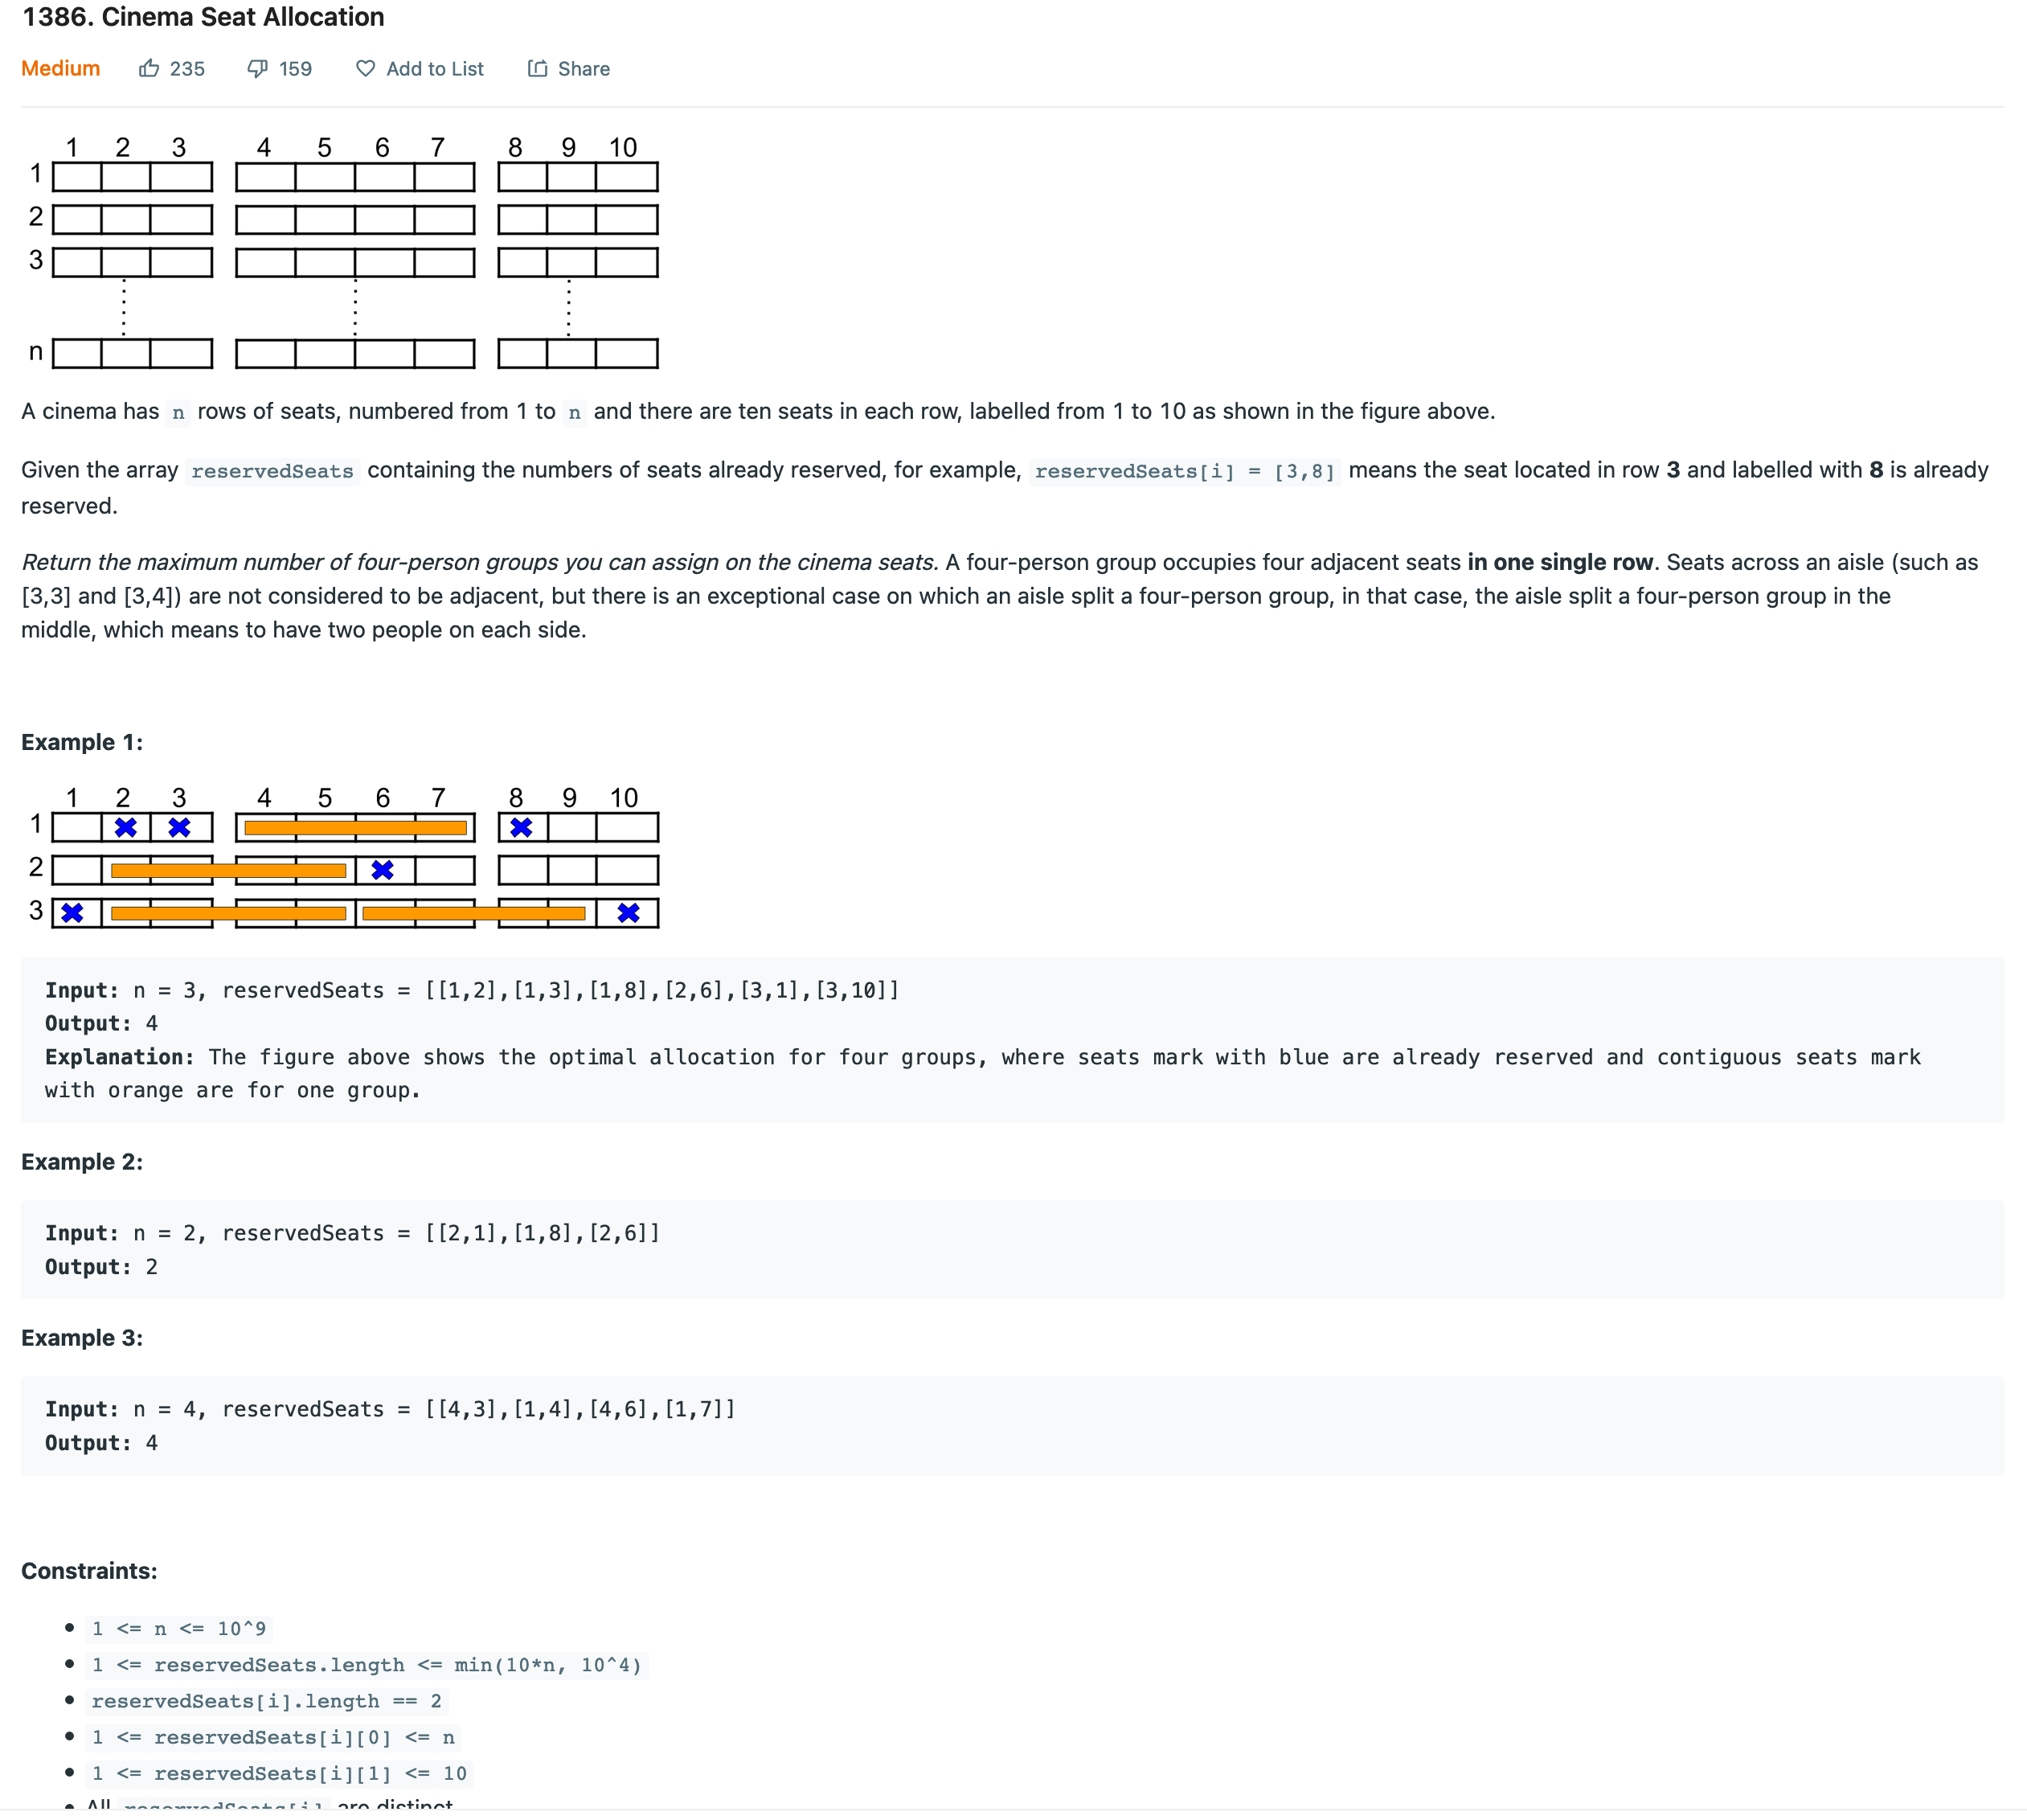 1386. Cinema Seat Allocation
Medium 235 159 Add to List Share
1 2 3 4 5 6 7 8 9 10
1
2
3
n
A cinema has n rows of seats, numbered from 1 to n and there are ten seats in each row, labelled from 1 to 10 as shown in the figure above.
Given the array reservedSeats containing the numbers of seats already reserved, for example, reservedSeats[i] = [3,8] means the seat located in row 3 and labelled with 8 is already
reserved.
Return the maximum number of four-person groups you can assign on the cinema seats. A four-person group occupies four adjacent seats in one single row. Seats across an aisle (such as
[3,3] and [3,4]) are not considered to be adjacent, but there is an exceptional case on which an aisle split a four-person group, in that case, the aisle split a four-person group in the
middle, which means to have two people on each side.
Example 1:
1 2 3 4 5 6 7 8 9 10
1
2
3
Input: n = 3, reservedSeats = [[1,2],[1,3],[1,8],[2,6],[3,1],[3,10]]
Output: 4
Explanation: The figure above shows the optimal allocation for four groups, where seats mark with blue are already reserved and contiguous seats mark
with orange are for one group.
Example 2:
Input: n = 2, reservedSeats = [[2,1],[1,8],[2,6]]
Output: 2
Example 3:
Input: n = 4, reservedSeats = [[4,3],[1,4],[4,6],[1,7]]
Output: 4
Constraints:
1 <= n <= 10^9
1 <= reservedSeats.length <= min(10*n, 10^4)
reservedSeats[i].length == 2
1 <= reservedSeats[i][0] <= n
1 <= reservedSeats[i][1] <= 10
All reservedSeats[i] are distinct